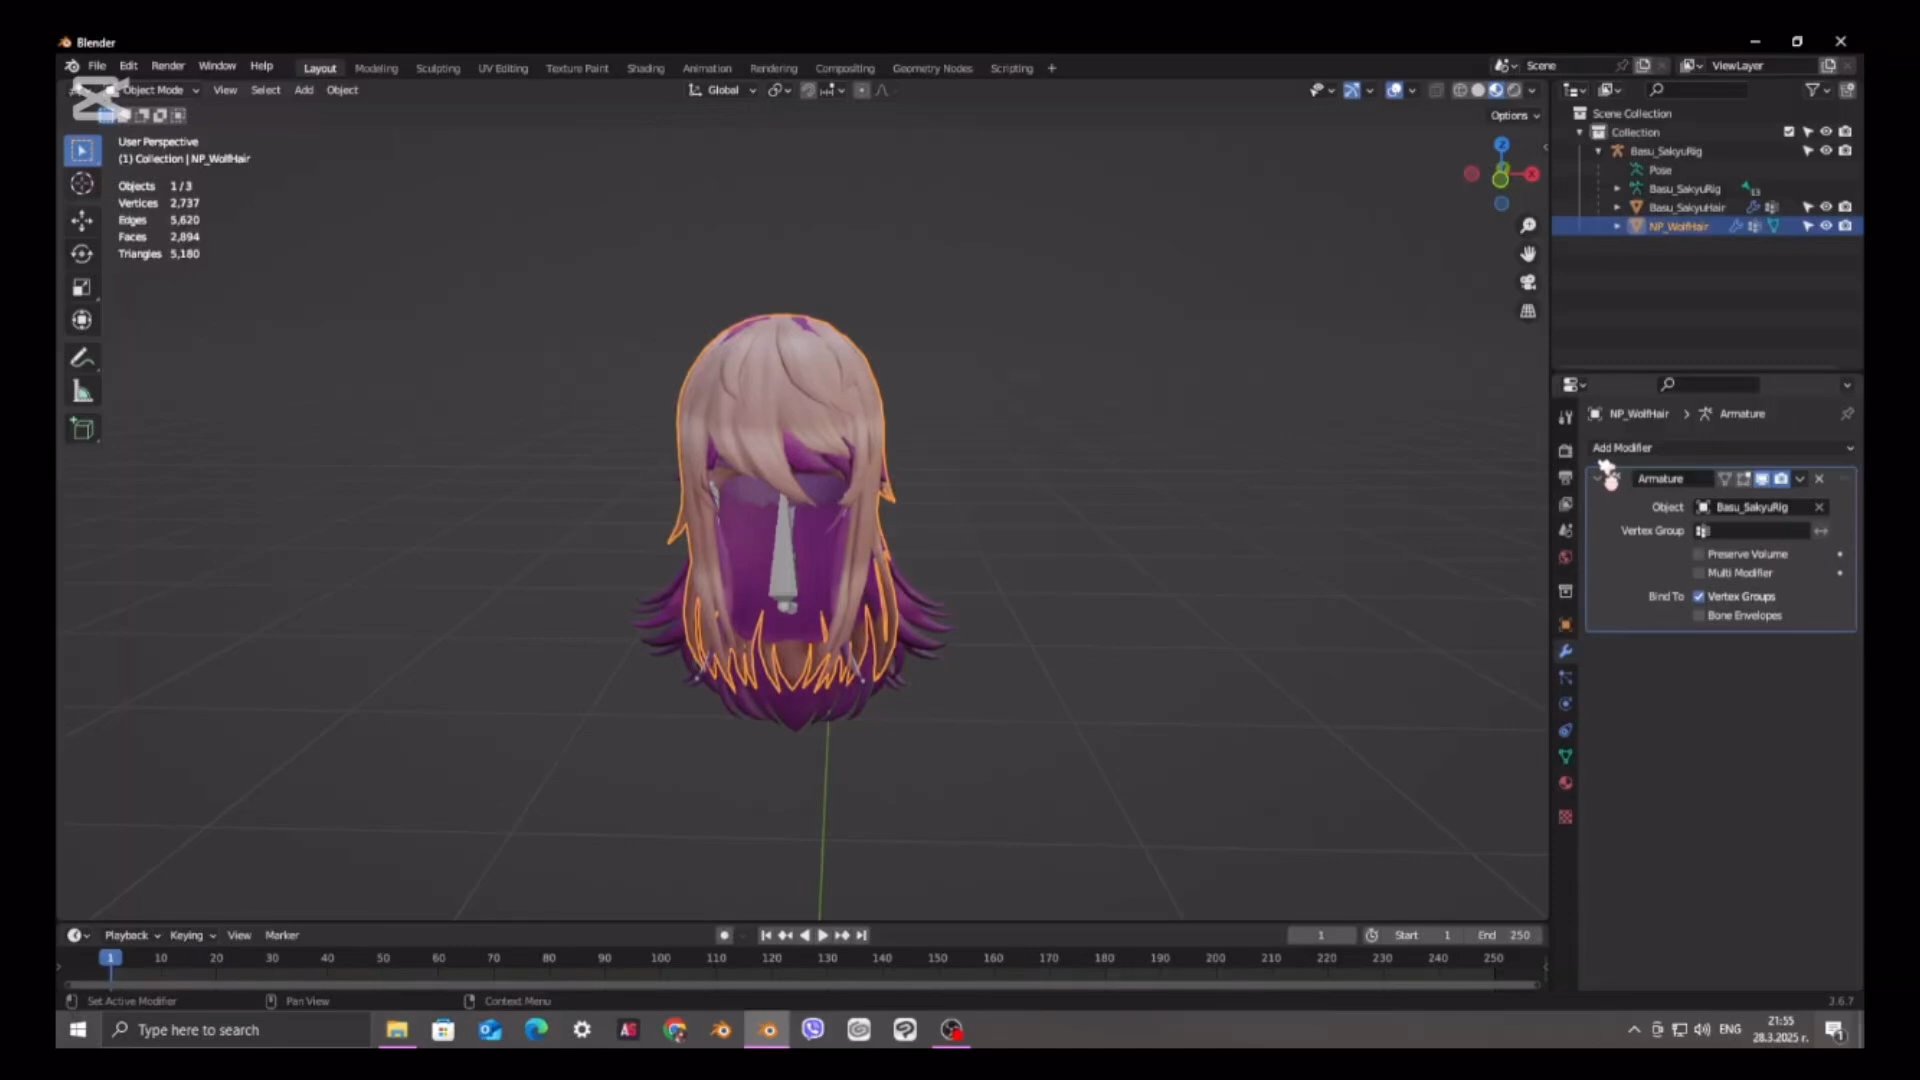 Blender
File Edit Render Window Help Layout Modeling Sculpting UV Editing Texture Paint Shading Animation Rendering Compositing Geometry Nodes Scripting + Scene ViewLayer
Object Mode View Select Add Object Global
Options
User Perspective
(1) Collection | NP_WolfHair
Objects 1/3
Vertices 2,737
Edges 5,620
Faces 2,894
Triangles 5,180
X
Scene Collection
Collection
Basu_SakyuRig
Pose
Basu_SakyuRig 13
Basu_SakyuHair
NP_WolfHair
NP_WolfHair > Armature
Add Modifier
Armature
Object Basu_SakyuRig
Vertex Group
Preserve Volume
Multi Modifier
Bind To Vertex Groups
Bone Envelopes
Playback Keying View Marker 1 Start 1 End 250
1 10 20 30 40 50 60 70 80 90 100 110 120 130 140 150 160 170 180 190 200 210 220 230 240 250
Set Active Modifier Pan View Context Menu 3.6.7
Type here to search ENG 21:55
28.3.2025 г. 1